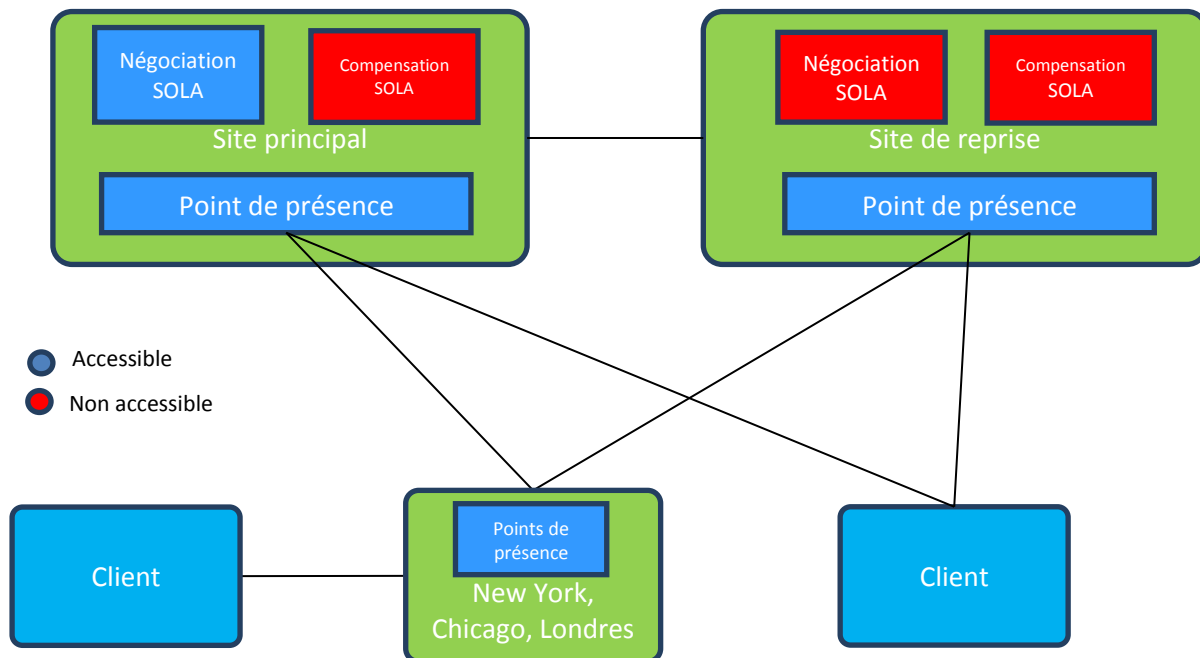 Négociation
SOLA
Compensation
SOLA
Site principal
Point de présence
Négociation
SOLA
Compensation
SOLA
Site de reprise
Point de présence
Accessible
Non accessible
Client
Points de
présence
New York,
Chicago, Londres
Client